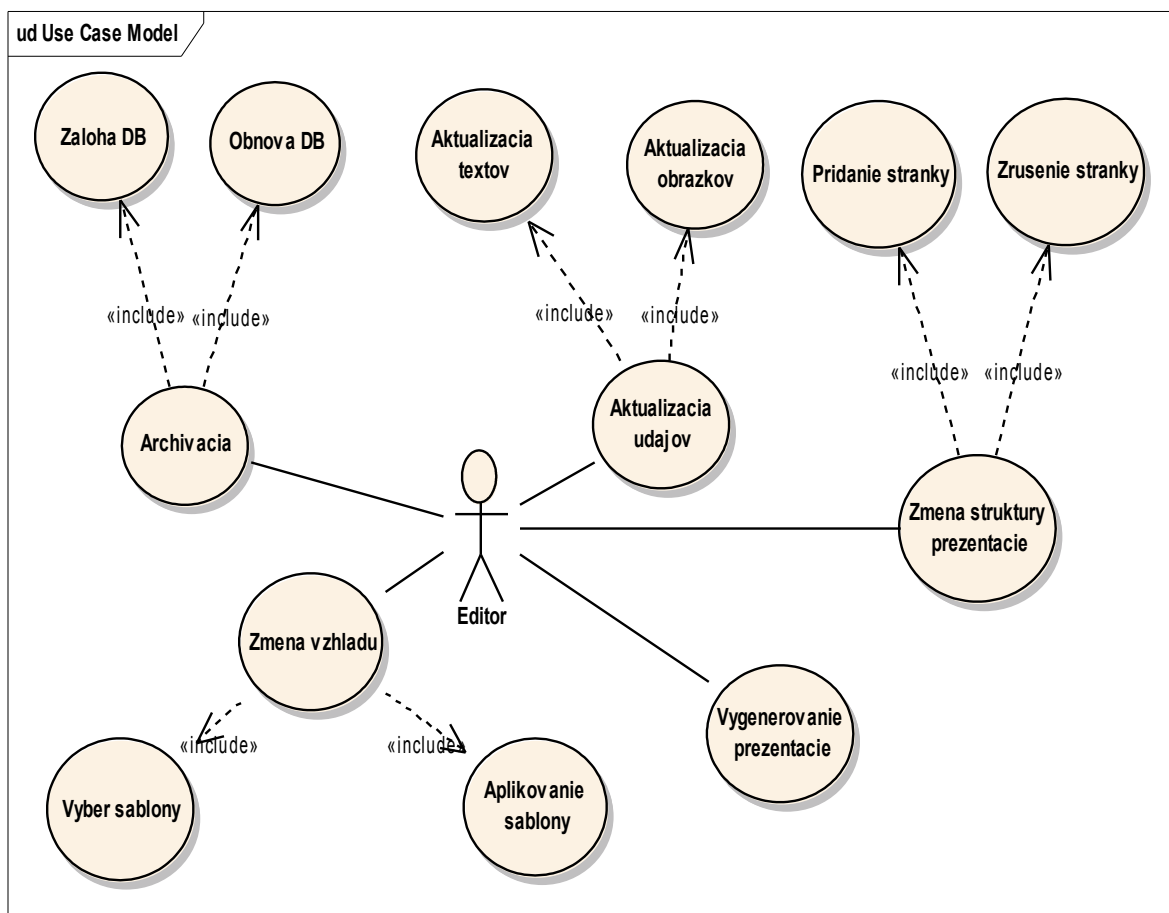 ud Use Case Model
Zaloha DB
Obnova DB
Aktualizacia
textov
Aktualizacia
obrazkov
Pridanie stranky
Zrusenie stranky
«include»
«include»
«include»
«include»
«include»
«include»
Archivacia
Aktualizacia
udajov
Zmena struktury
prezentacie
Editor
Zmena vzhladu
Vygenerovanie
prezentacie
«include»
«include»
Vyber sablony
Aplikovanie
sablony